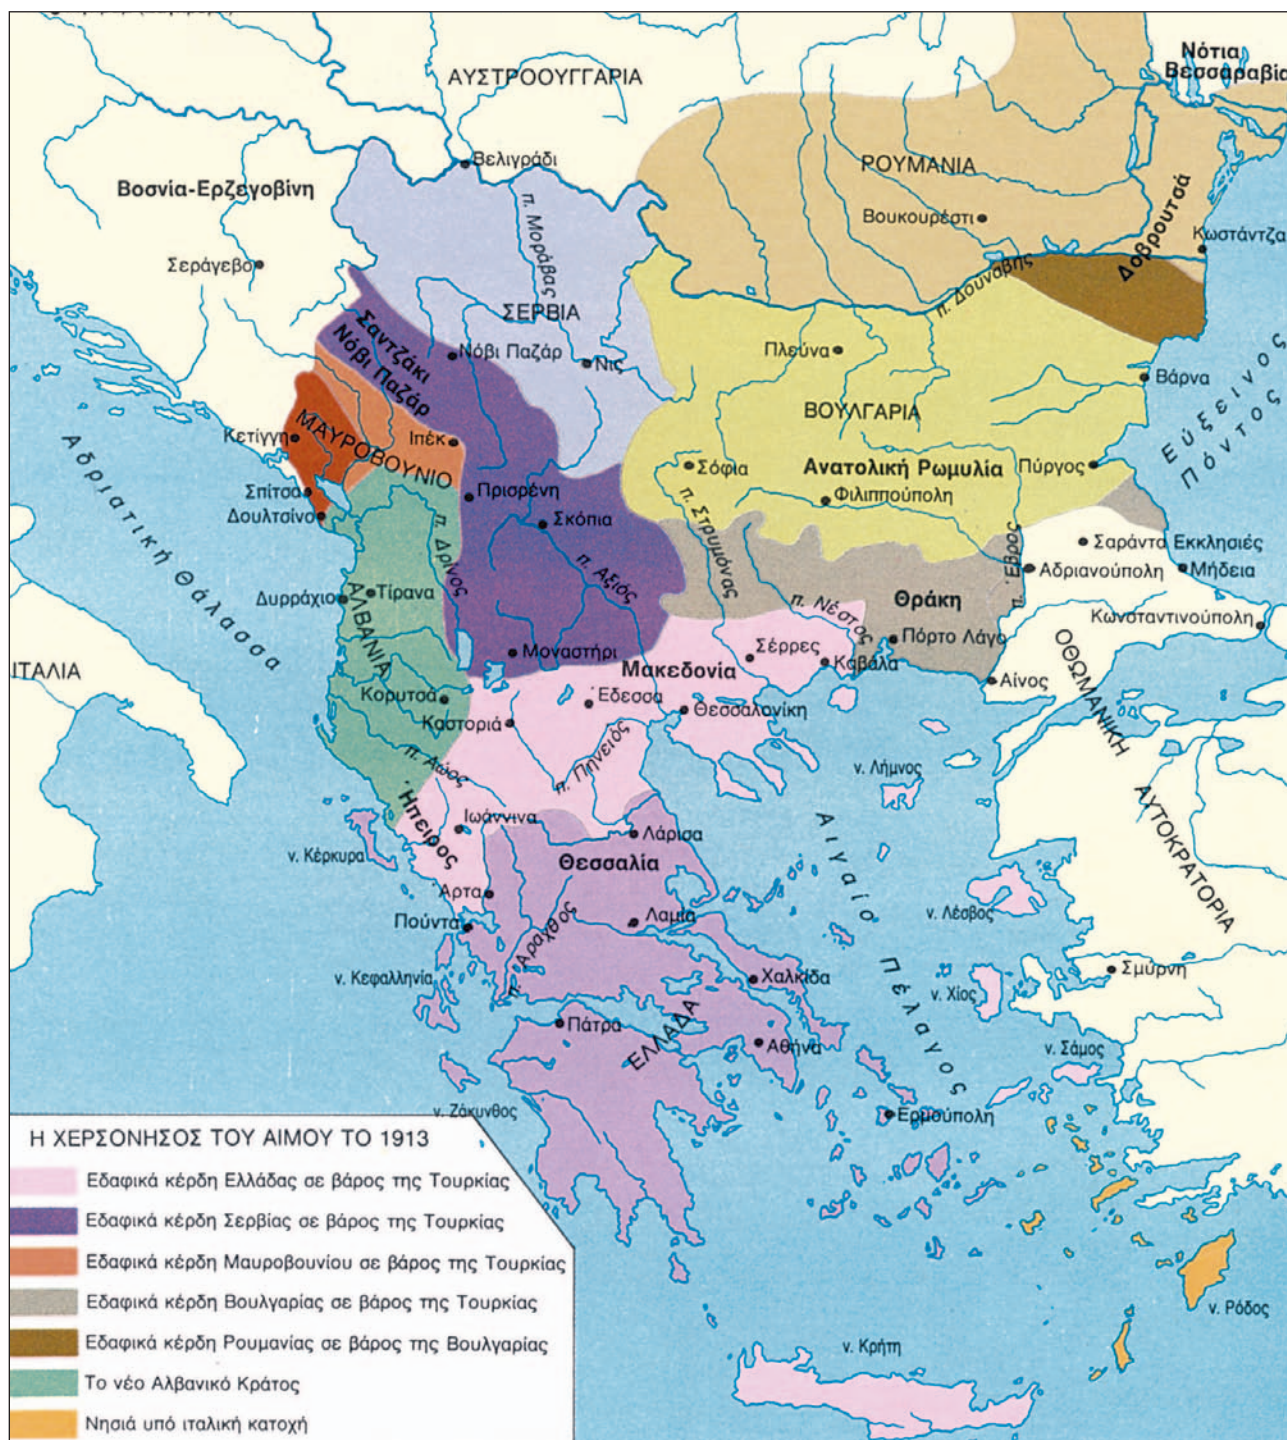 ΑΥΣΤΡΟΟΥΓΓΑΡΙΑ
Νότια
Βεσσαραβία
Βελιγράδι
Βοσνία-Ερζεγοβίνη
ΡΟΥΜΑΝΙΑ
π. Μοράβας
Βουκουρέστι
Δοβρουτσά
Κωστάντζα
Σεράγεβο
π. Δούναβης
ΣΕΡΒΙΑ
Σαντζάκι
Νόβι Παζάρ
Νόβι Παζάρ
Νις
Πλεύνα
Βάρνα
Εύξεινος
Πόντος
ΒΟΥΛΓΑΡΙΑ
Κετίγγη
ΜΑΥΡΟΒΟΥΝΙΟ
Ιπέκ
Αδριατική Θάλασσα
Σόφια
Ανατολική Ρωμυλία
Πύργος
Σπίτσα
Πρισρένη
π. Στρυμόνας
Φιλιππούπολη
Δουλτσίνο
π. Δρίνος
Σκόπια
π. Έβρος
Σαράντα Εκκλησιές
π. Αξιός
Αδριανούπολη
Μήδεια
Τίρανα
Δυρράχιο
ΑΛΒΑΝΙΑ
π. Νέστος
Θράκη
Κωνσταντινούπολη
Πόρτο Λάγο
Μοναστήρι
Σέρρες
Καβάλα
ΙΤΑΛΙΑ
Μακεδονία
Αίνος
ΟΘΩΜΑΝΙΚΗ
ΑΥΤΟΚΡΑΤΟΡΙΑ
Κορυτσά
Έδεσσα
Θεσσαλονίκη
Καστοριά
π. Αώος
π. Πηνειός
ν. Λήμνος
Ήπειρος
Ιωάννινα
Λάρισα
Αιγαίο Πέλαγος
ν. Κέρκυρα
Θεσσαλία
Άρτα
ν. Λέσβος
Πούντα
π. Άραχθος
Λαμία
ν. Κεφαλληνία
Χαλκίδα
Σμύρνη
ν. Χίος
Πάτρα
ΕΛΛΑΔΑ
Αθήνα
ν. Σάμος
ν. Ζάκυνθος
Ερμούπολη
ν. Ρόδος
ν. Κρήτη
Η ΧΕΡΣΟΝΗΣΟΣ ΤΟΥ ΑΙΜΟΥ ΤΟ 1913
Εδαφικά κέρδη Ελλάδας σε βάρος της Τουρκίας
Εδαφικά κέρδη Σερβίας σε βάρος της Τουρκίας
Εδαφικά κέρδη Μαυροβουνίου σε βάρος της Τουρκίας
Εδαφικά κέρδη Βουλγαρίας σε βάρος της Τουρκίας
Εδαφικά κέρδη Ρουμανίας σε βάρος της Βουλγαρίας
Το νέο Αλβανικό Κράτος
Νησιά υπό ιταλική κατοχή